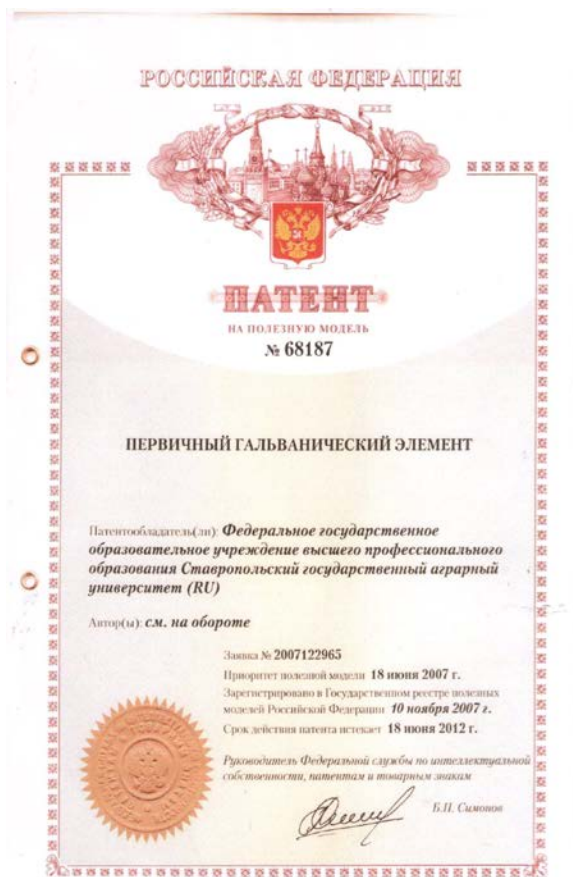 РОССИЙСКАЯ ФЕДЕРАЦИЯ
ПАТЕНТ
НА ПОЛЕЗНУЮ МОДЕЛЬ
№ 68187
ПЕРВИЧНЫЙ ГАЛЬВАНИЧЕСКИЙ ЭЛЕМЕНТ
Патентообладатель(ли): Федеральное государственное
образовательное учреждение высшего профессионального
образования Ставропольский государственный аграрный
университет (RU)
Автор(ы): см. на обороте
Заявка № 2007122965
Приоритет полезной модели 18 июня 2007 г.
Зарегистрировано в Государственном реестре полезных
моделей Российской Федерации 10 ноября 2007 г.
Срок действия патента истекает 18 июня 2012 г.
Руководитель Федеральной службы по интеллектуальной
собственности, патентам и товарным знакам
Б.П. Симонов